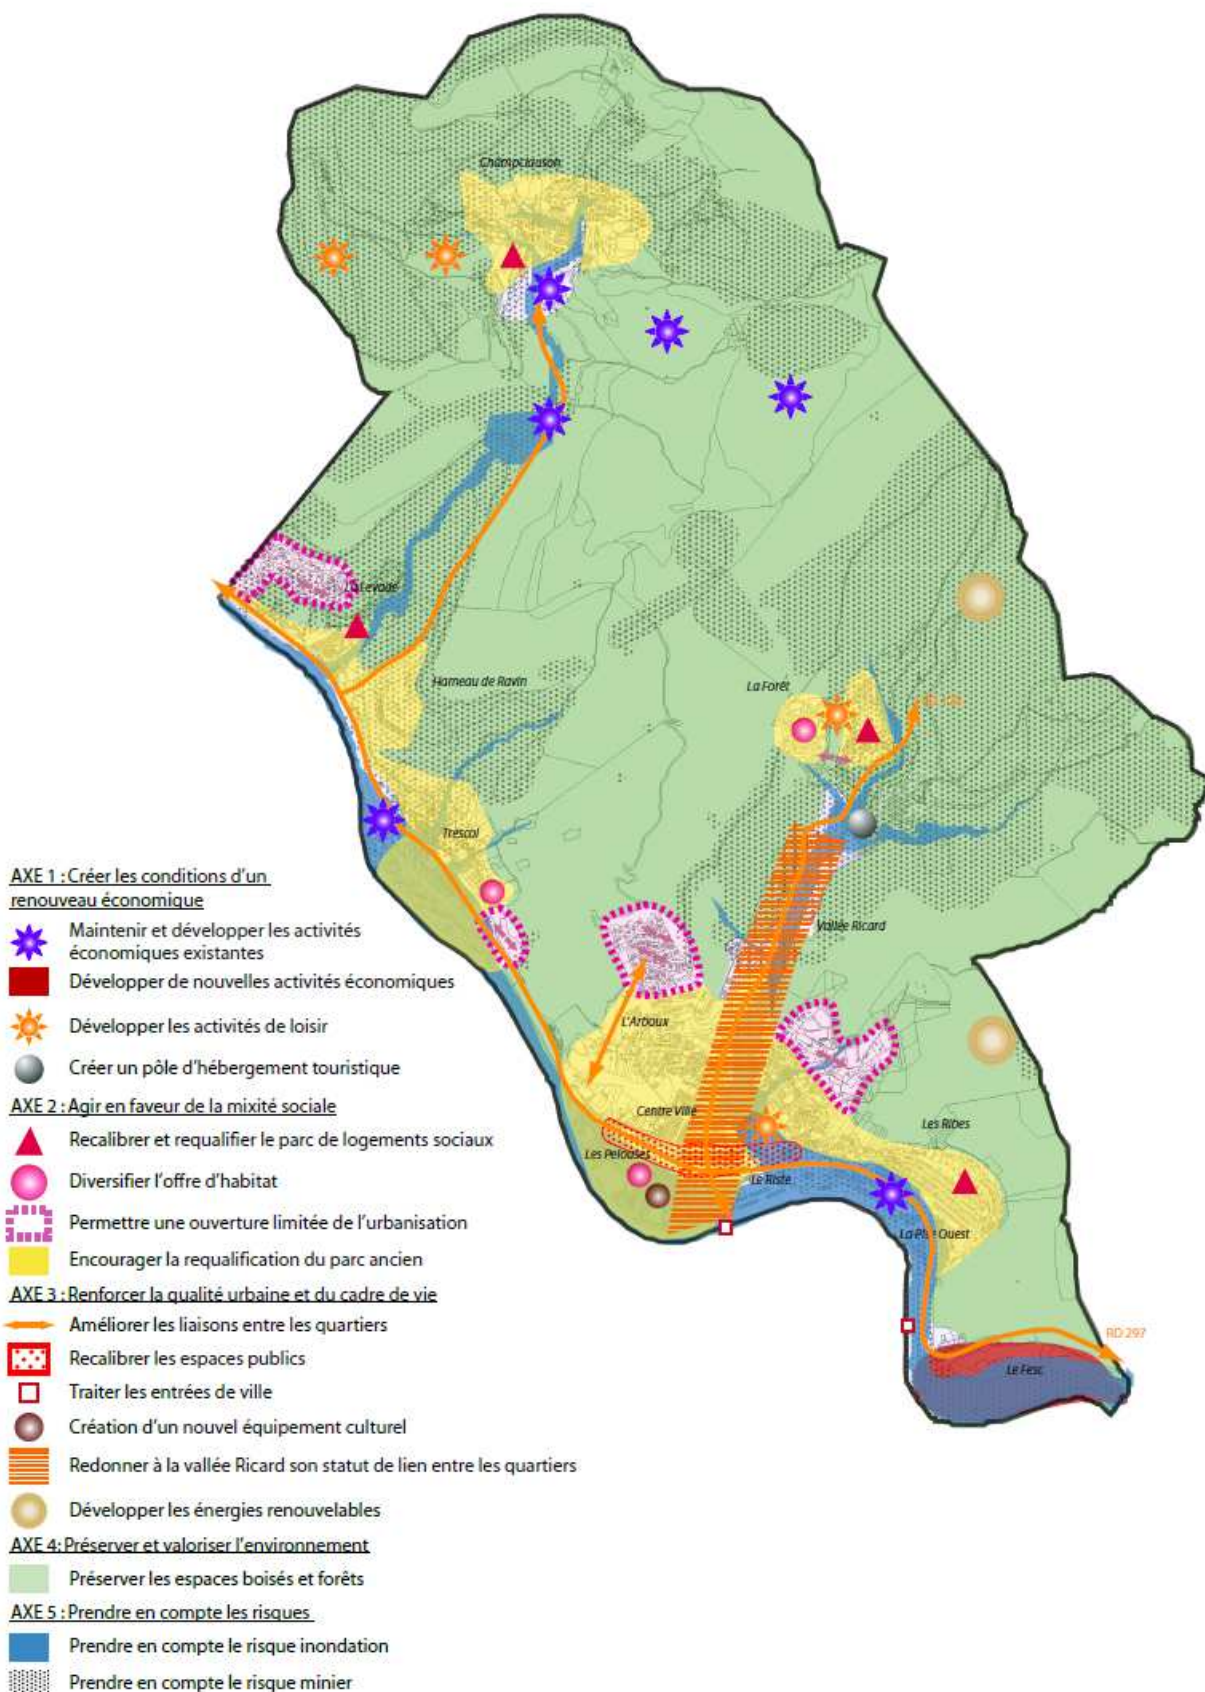 Champclauson
La Levade
Hameau de Ravin
La Forêt
Trescol
Vallée Ricard
L'Arboux
Centre Ville
Les Ribes
Les Pelouses
Le Riste
La Pise Ouest
RD 297
Le Fesc
AXE 1 : Créer les conditions d'un
renouveau économique
Maintenir et développer les activités
économiques existantes
Développer de nouvelles activités économiques
Développer les activités de loisir
Créer un pôle d'hébergement touristique
AXE 2 : Agir en faveur de la mixité sociale
Recalibrer et requalifier le parc de logements sociaux
Diversifier l'offre d'habitat
Permettre une ouverture limitée de l'urbanisation
Encourager la requalification du parc ancien
AXE 3 : Renforcer la qualité urbaine et du cadre de vie
Améliorer les liaisons entre les quartiers
Recalibrer les espaces publics
Traiter les entrées de ville
Création d'un nouvel équipement culturel
Redonner à la vallée Ricard son statut de lien entre les quartiers
Développer les énergies renouvelables
AXE 4: Préserver et valoriser l'environnement
Préserver les espaces boisés et forêts
AXE 5 : Prendre en compte les risques
Prendre en compte le risque inondation
Prendre en compte le risque minier